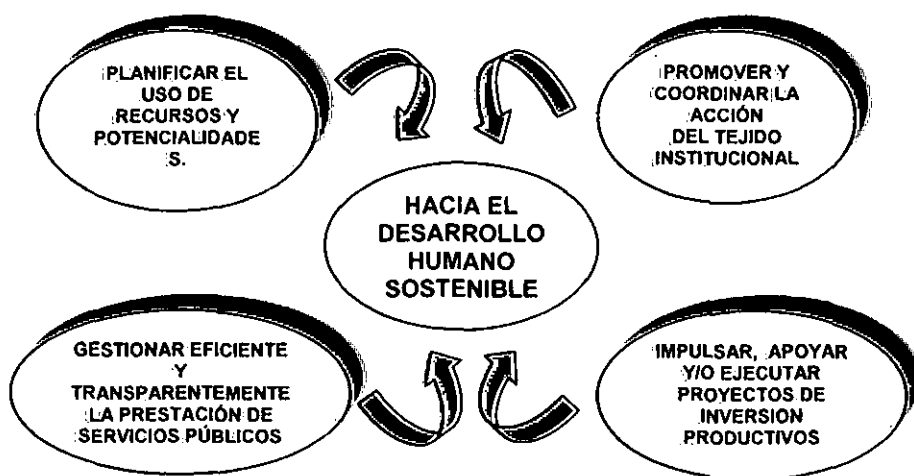 PLANIFICAR EL
USO DE
RECURSOS Y
POTENCIALIDADE
S.
PROMOVER Y
COORDINAR LA
ACCIÓN
DEL TEJIDO
INSTITUCIONAL
HACIA EL
DESARROLLO
HUMANO
SOSTENIBLE
GESTIONAR EFICIENTE
Y
TRANSPARENTEMENTE
LA PRESTACIÓN DE
SERVICIOS PÚBLICOS
IMPULSAR, APOYAR
Y/O EJECUTAR
PROYECTOS DE
INVERSION
PRODUCTIVOS